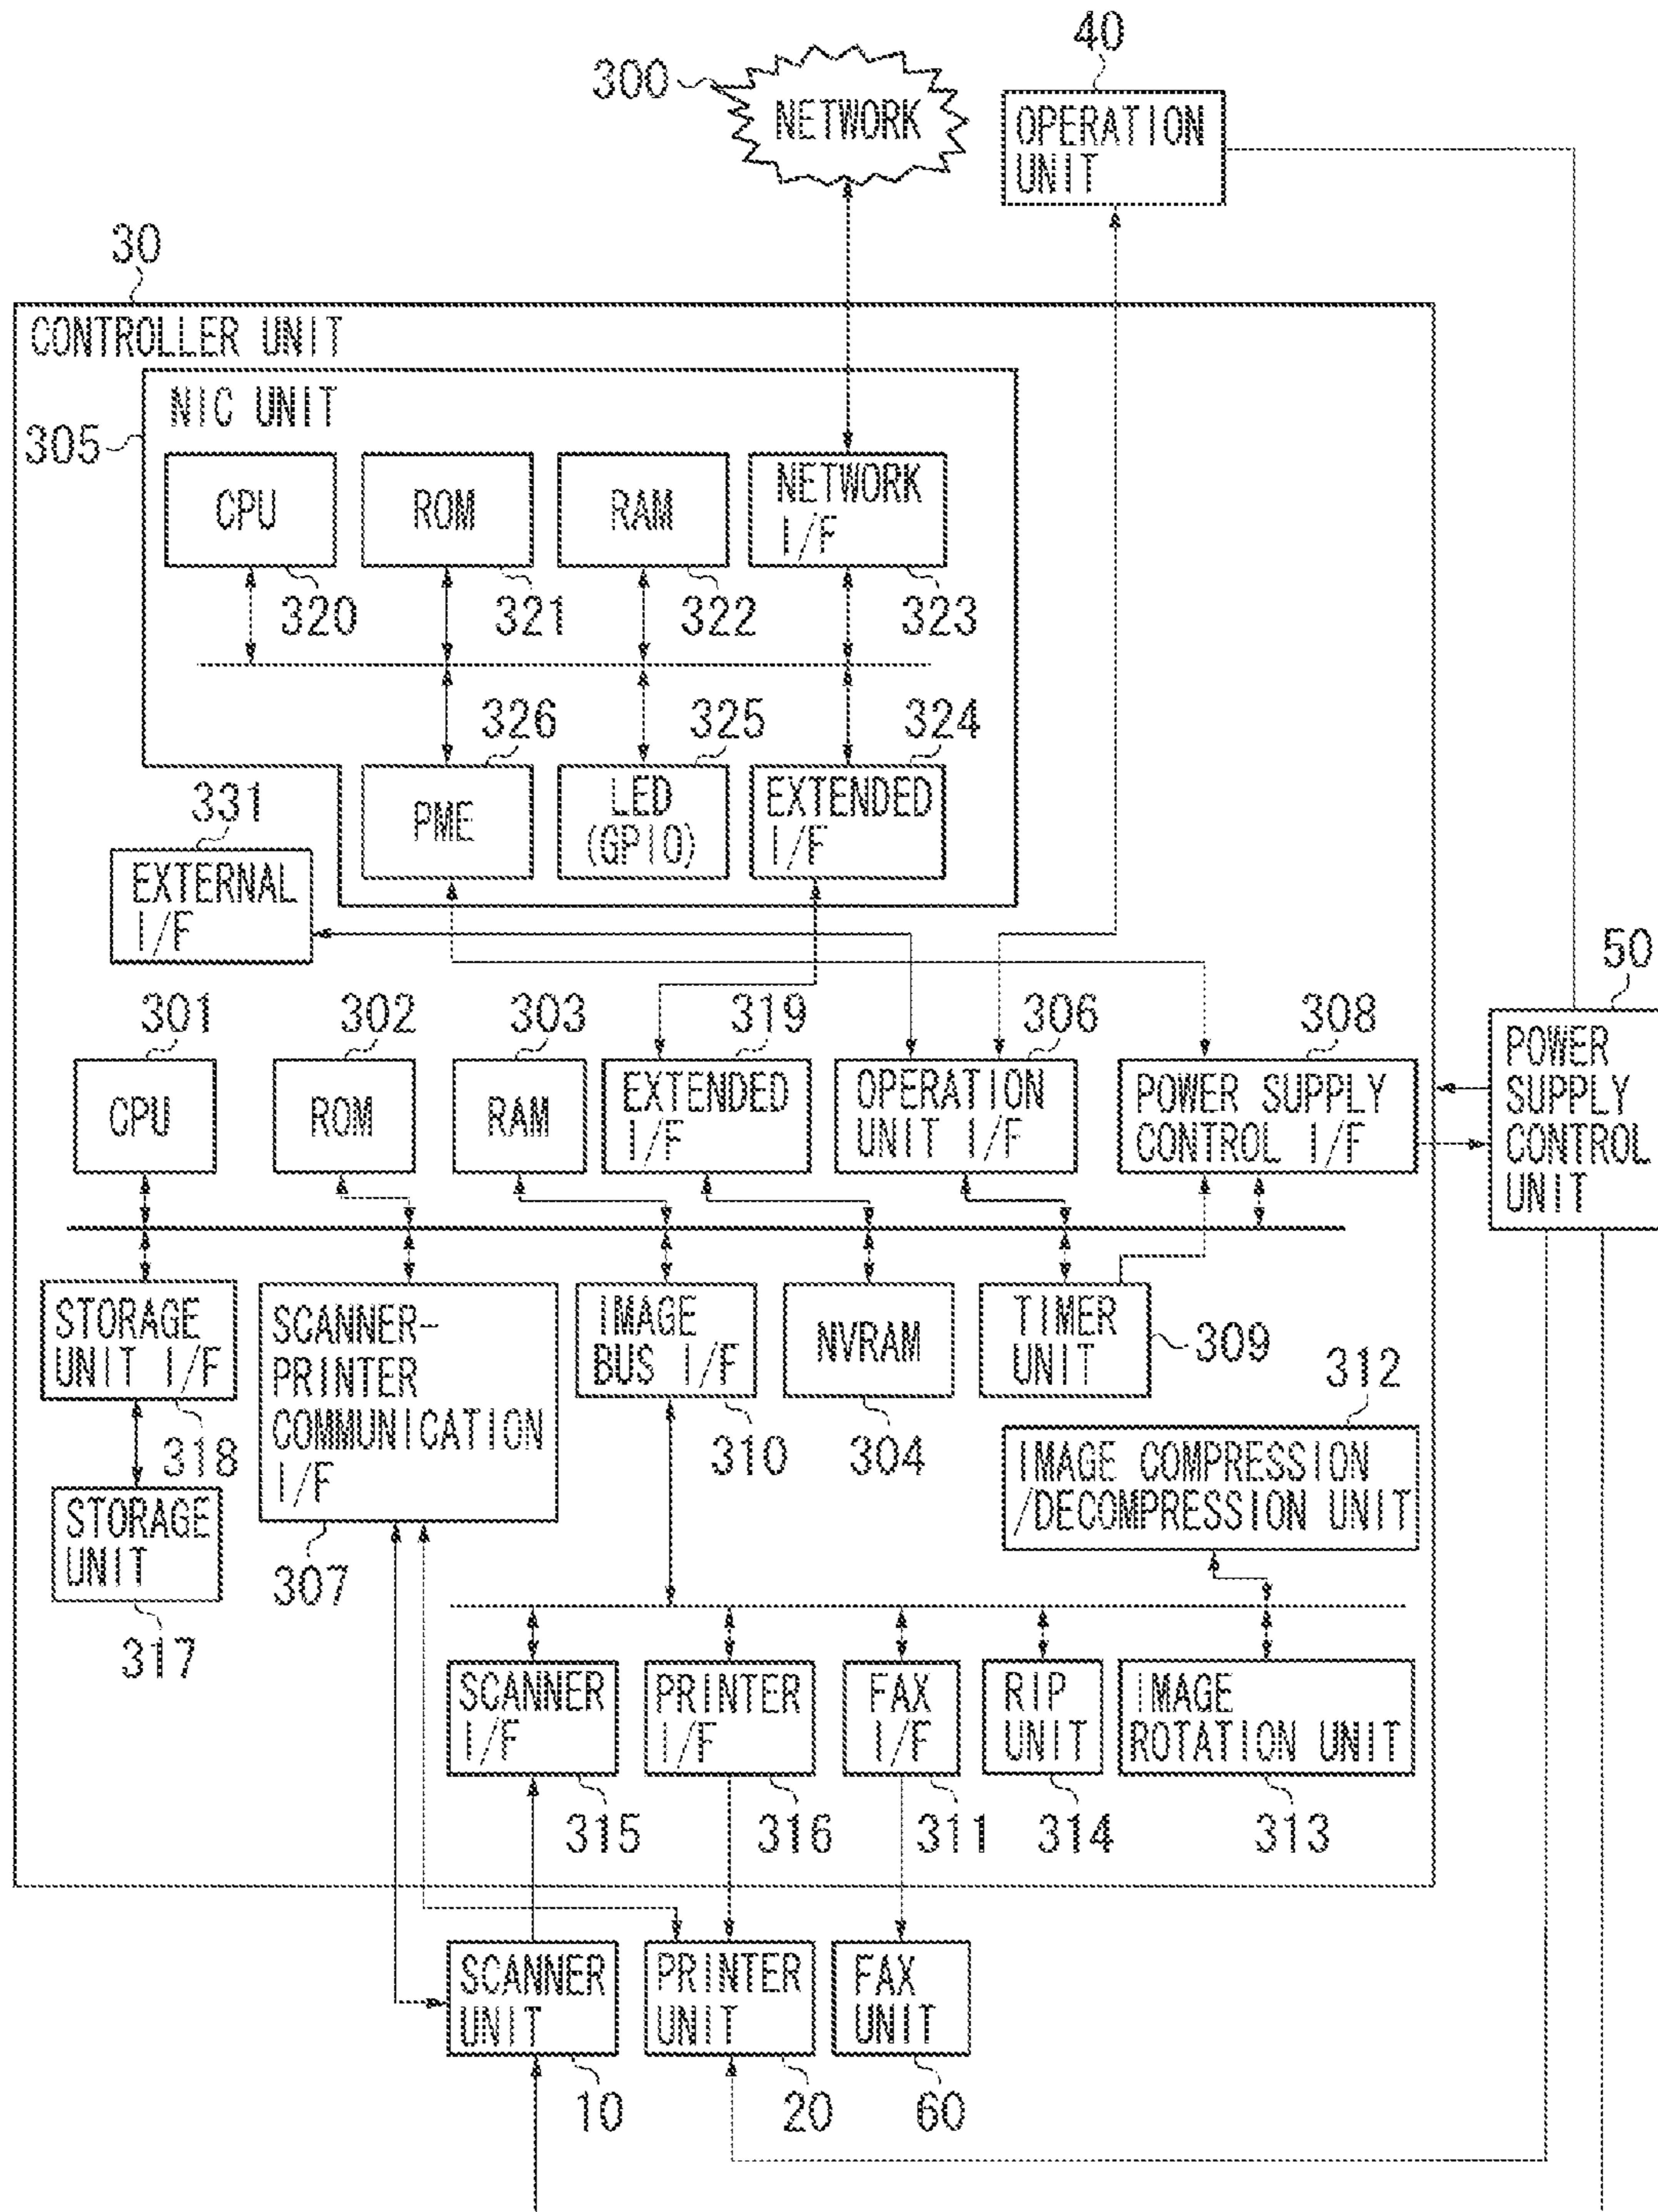 40
300
NETWORK
OPERATION
UNIT
30
CONTROLLER UNIT
NIC UNIT
305
CPU
ROM
RAM
NETWORK
I/F
320
321
322
323
326
325
324
PME
LED
(GPIO)
EXTENDED
I/F
331
EXTERNAL
I/F
50
POWER
SUPPLY
CONTROL
UNIT
301
302
303
319
306
308
CPU
ROM
RAM
EXTENDED
I/F
OPERATION
UNIT I/F
POWER SUPPLY
CONTROL I/F
STORAGE
UNIT I/F
318
SCANNER-
PRINTER
COMMUNICATION
I/F
307
IMAGE
BUS I/F
310
NVRAM
304
TIMER
UNIT
309
312
IMAGE COMPRESSION
/DECOMPRESSION UNIT
STORAGE
UNIT
317
SCANNER
I/F
PRINTER
I/F
FAX
I/F
RIP
UNIT
IMAGE
ROTATION UNIT
315
316
311
314
313
SCANNER
UNIT
PRINTER
UNIT
FAX
UNIT
10
20
60